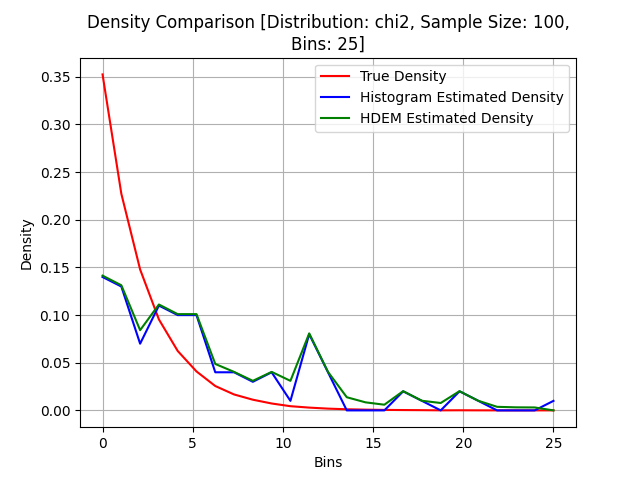 Density Comparison [Distribution: chi2, Sample Size: 100,
Bins: 25]
True Density
Histogram Estimated Density
HDEM Estimated Density
Density
0.35
0.30
0.25
0.20
0.15
0.10
0.05
0.00
0 5 10 15 20 25
Bins